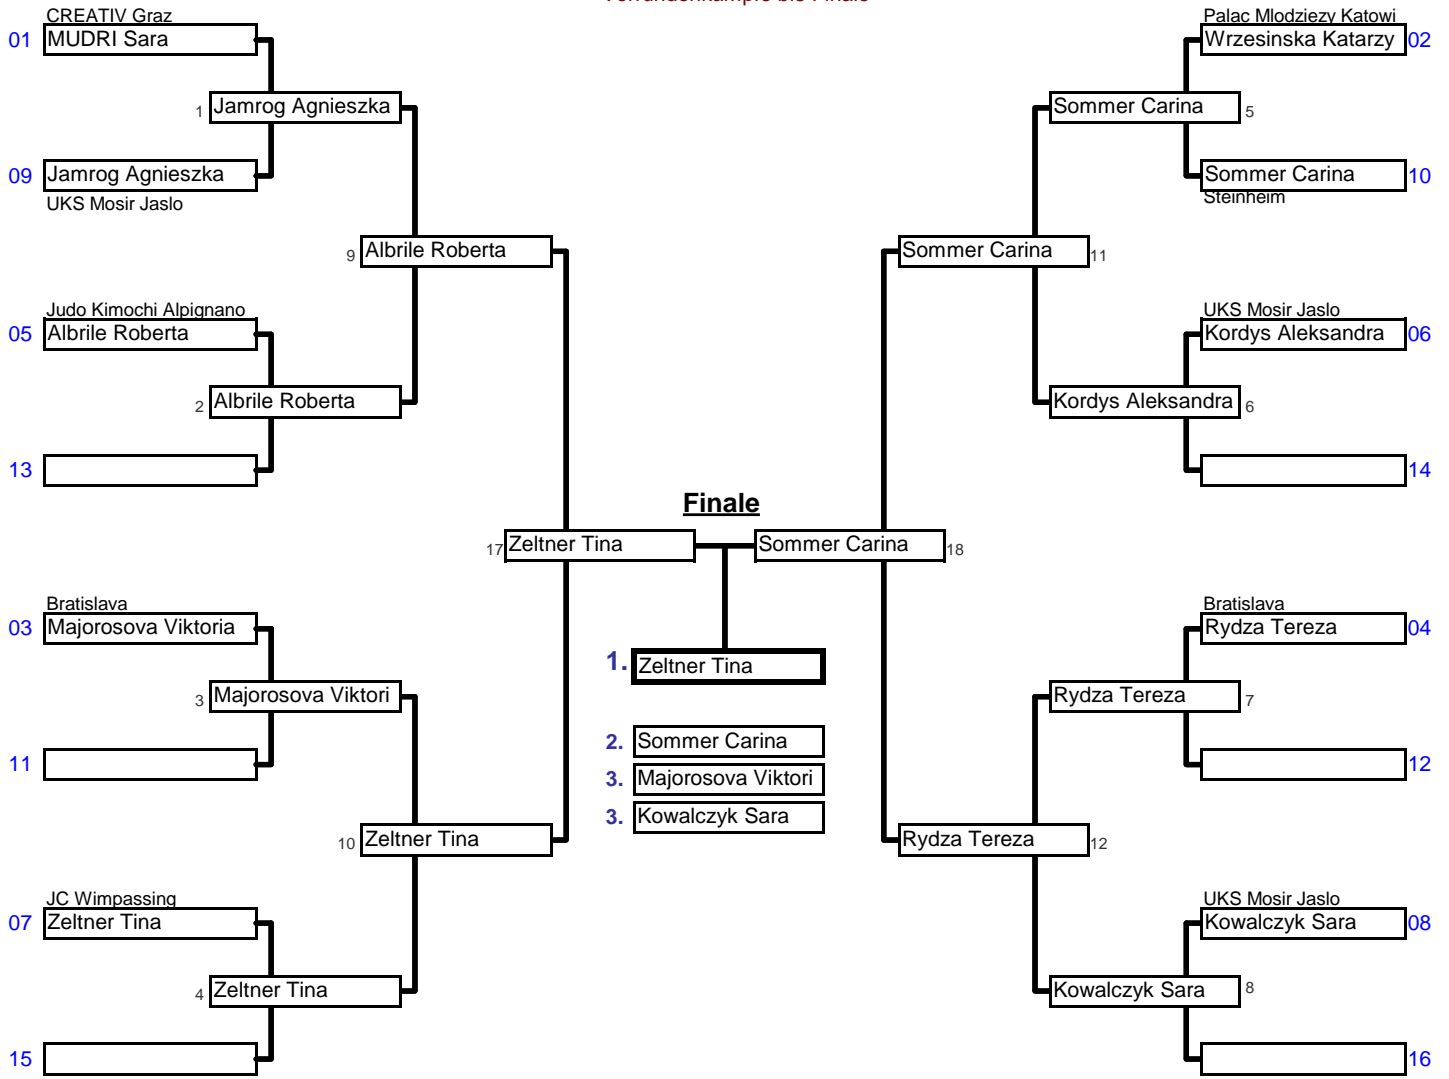 Vorrundenkämpfe bis Finale
CREATIV Graz
01 MUDRI Sara
1 Jamrog Agnieszka
09 Jamrog Agnieszka
UKS Mosir Jaslo
9 Albrile Roberta
Judo Kimochi Alpignano
05 Albrile Roberta
2 Albrile Roberta
13
17 Zeltner Tina
Bratislava
03 Majorosova Viktoria
3 Majorosova Viktori
11
10 Zeltner Tina
JC Wimpassing
07 Zeltner Tina
4 Zeltner Tina
15
Finale
1. Zeltner Tina
2. Sommer Carina
3. Majorosova Viktori
3. Kowalczyk Sara
Palac Mlodziezy Katowi
Wrzesinska Katarzy 02
Sommer Carina 5
Sommer Carina 10
Steinheim
Sommer Carina 11
UKS Mosir Jaslo
Kordys Aleksandra 06
Kordys Aleksandra 6
14
Sommer Carina 18
Bratislava
Rydza Tereza 04
Rydza Tereza 7
12
Rydza Tereza 12
UKS Mosir Jaslo
Kowalczyk Sara 08
Kowalczyk Sara 8
16